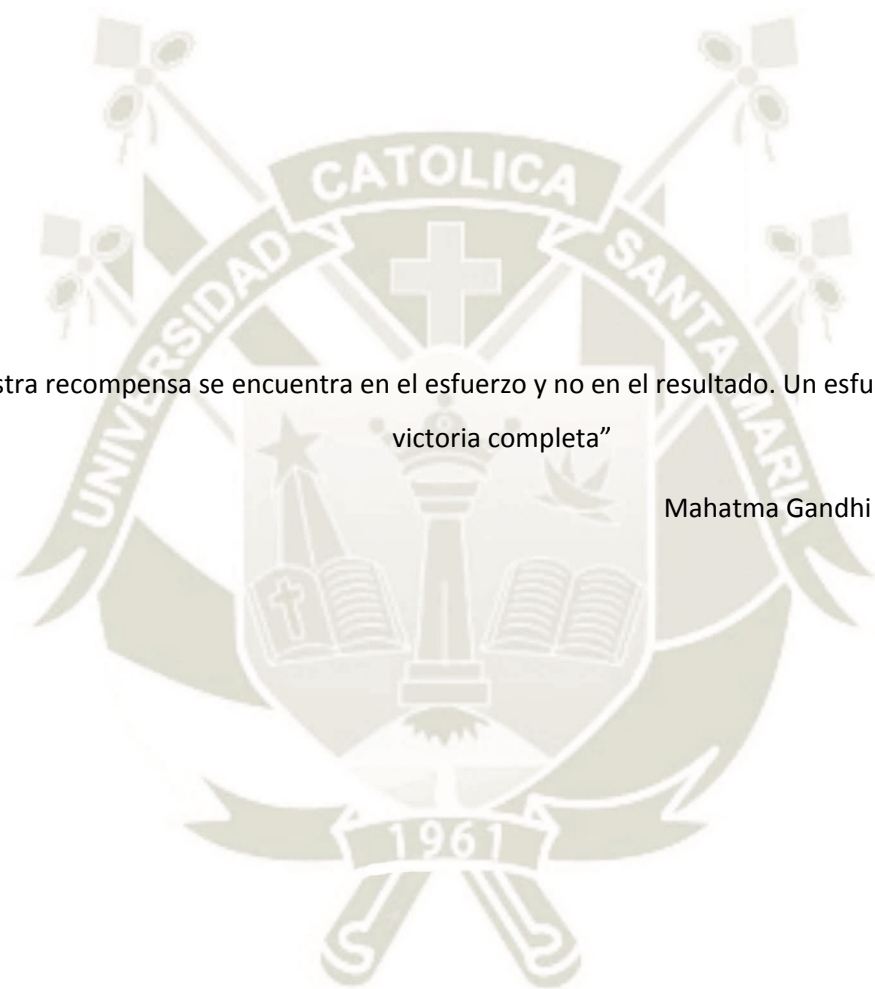 UNIVERSIDAD CATOLICA SANTA MARIA
stra recompensa se encuentra en el esfuerzo y no en el resultado. Un esfu
victoria completa”
Mahatma Gandhi
1961